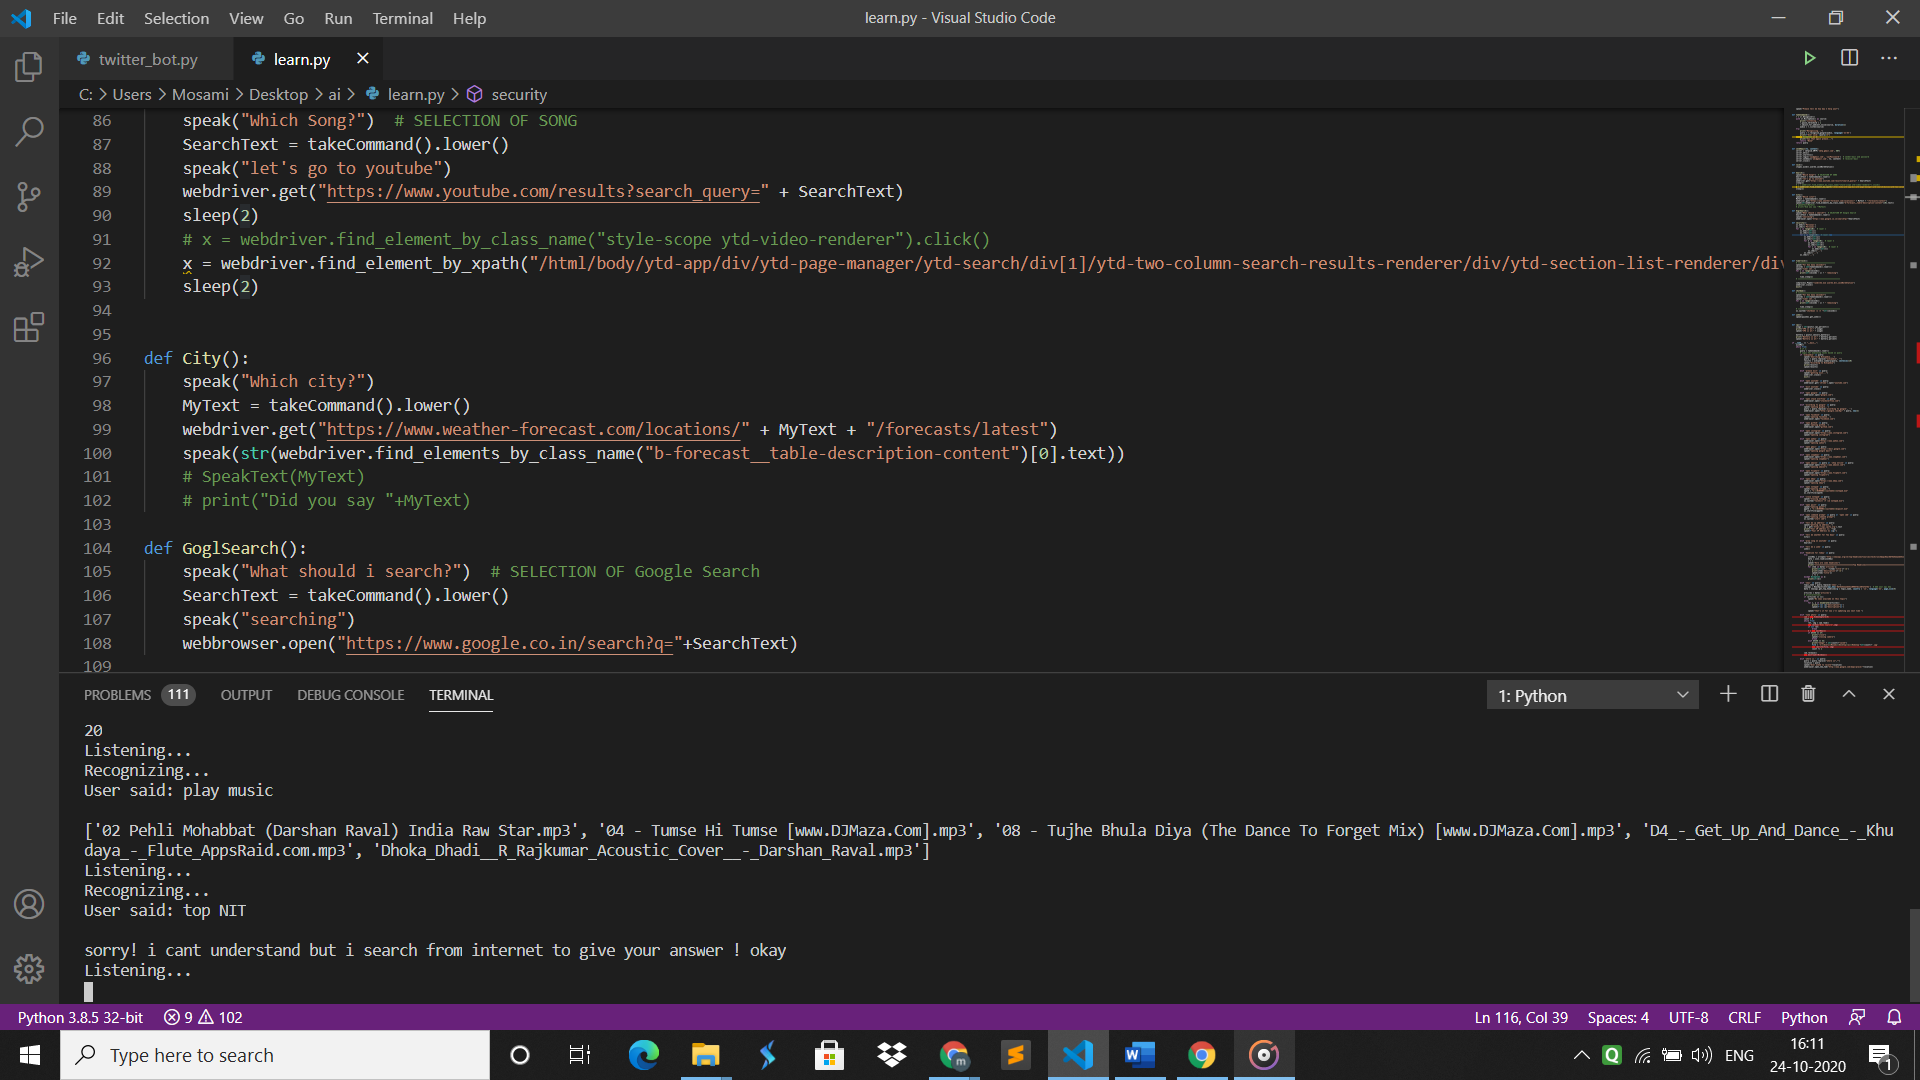 File Edit Selection View Go Run Terminal Help
learn.py - Visual Studio Code
twitter_bot.py
learn.py
C: > Users > Mosami > Desktop > ai > learn.py > security
86 speak("Which Song?")  # SELECTION OF SONG
87 SearchText = takeCommand().lower()
88 speak("let's go to youtube")
89 webdriver.get("https://www.youtube.com/results?search_query=" + SearchText)
90 sleep(2)
91 # x = webdriver.find_element_by_class_name("style-scope ytd-video-renderer").click()
92 x = webdriver.find_element_by_xpath("/html/body/ytd-app/div/ytd-page-manager/ytd-search/div[1]/ytd-two-column-search-results-renderer/div/ytd-section-list-renderer/div
93 sleep(2)
94
95
96 def City():
97 speak("Which city?")
98 MyText = takeCommand().lower()
99 webdriver.get("https://www.weather-forecast.com/locations/" + MyText + "/forecasts/latest")
100 speak(str(webdriver.find_elements_by_class_name("b-forecast__table-description-content")[0].text))
101 # SpeakText(MyText)
102 # print("Did you say "+MyText)
103
104 def GoglSearch():
105 speak("What should i search?")  # SELECTION OF Google Search
106 SearchText = takeCommand().lower()
107 speak("searching")
108 webbrowser.open("https://www.google.co.in/search?q="+SearchText)
109
PROBLEMS 111 OUTPUT DEBUG CONSOLE TERMINAL
1: Python
20
Listening...
Recognizing...
User said: play music
['02 Pehli Mohabbat (Darshan Raval) India Raw Star.mp3', '04 - Tumse Hi Tumse [www.DJMaza.Com].mp3', '08 - Tujhe Bhula Diya (The Dance To Forget Mix) [www.DJMaza.Com].mp3', 'D4_-_Get_Up_And_Dance_-_Khu
daya_-_Flute_AppsRaid.com.mp3', 'Dhoka_Dhadi__R_Rajkumar_Acoustic_Cover__-_Darshan_Raval.mp3']
Listening...
Recognizing...
User said: top NIT
sorry! i cant understand but i search from internet to give your answer ! okay
Listening...
Python 3.8.5 32-bit 9 102
Ln 116, Col 39 Spaces: 4 UTF-8 CRLF Python
Type here to search
ENG
16:11
24-10-2020
1